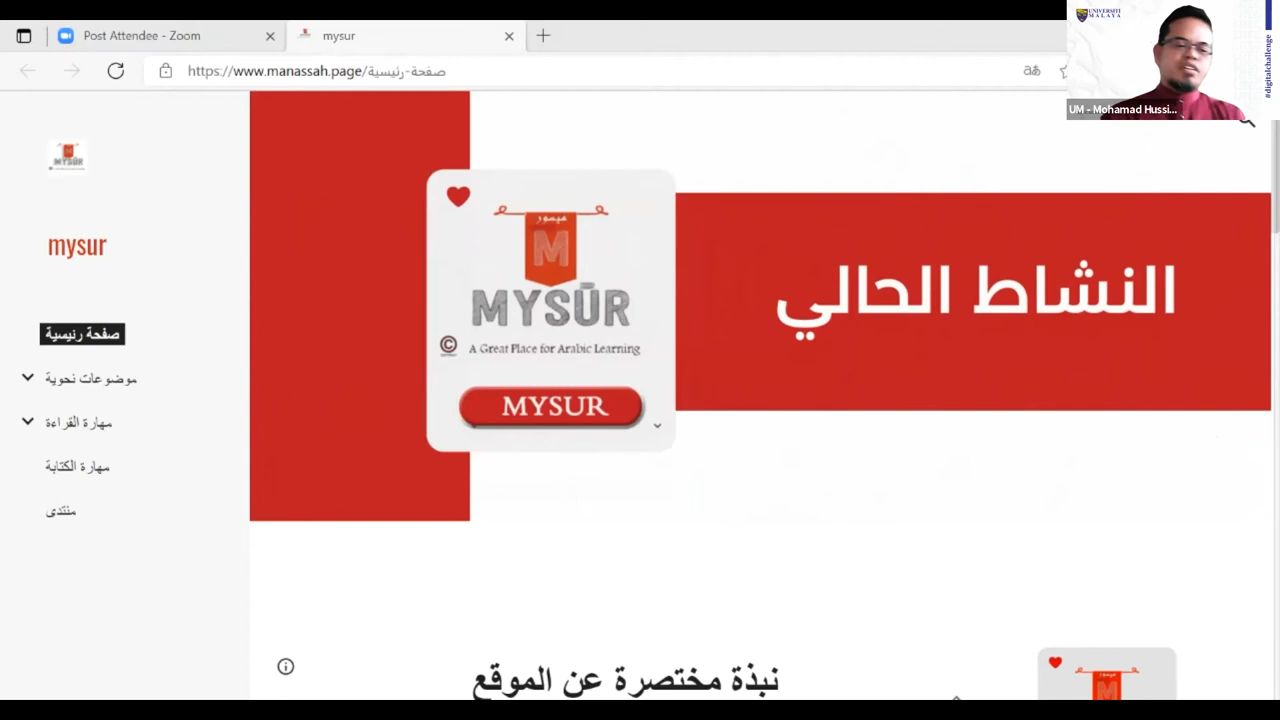 Post Attendee - Zoom
mysur
https://www.manassah.page/صفحة-رئيسية
UNIVERSITI
MALAYA
#digitalchallenge
UM - Mohamad Hussi...
MYSŪR
mysur
صفحة رئيسية
موضوعات نحوية
مهارة القراءة
مهارة الكتابة
منتدى
ميسور
M
MYSŪR
© A Great Place for Arabic Learning
MYSUR
النشاط الحالي
نبذة مختصرة عن الموقع
M